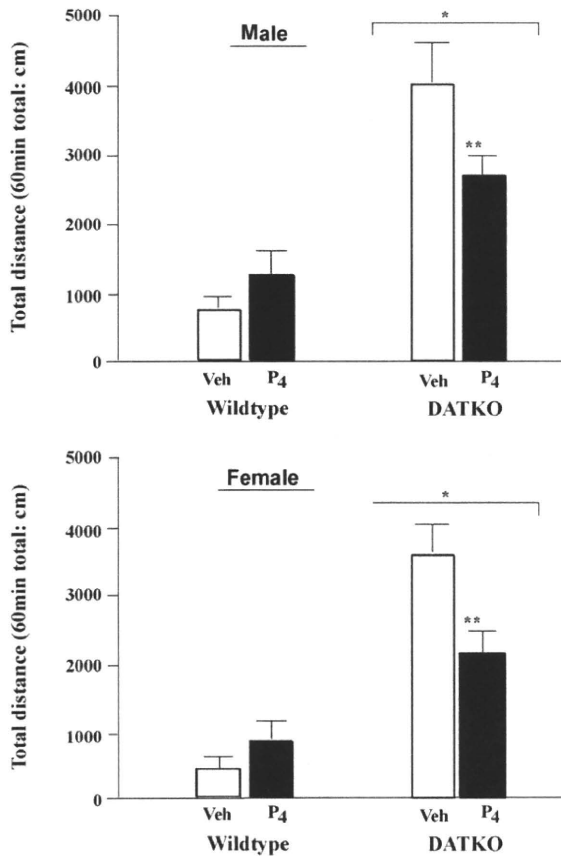 Total distance (60min total: cm)
5000
4000
3000
2000
1000
0
Male
*
**
Veh P4 Veh P4
Wildtype DATKO
Total distance (60min total: cm)
5000
4000
3000
2000
1000
0
Female
*
**
Veh P4 Veh P4
Wildtype DATKO